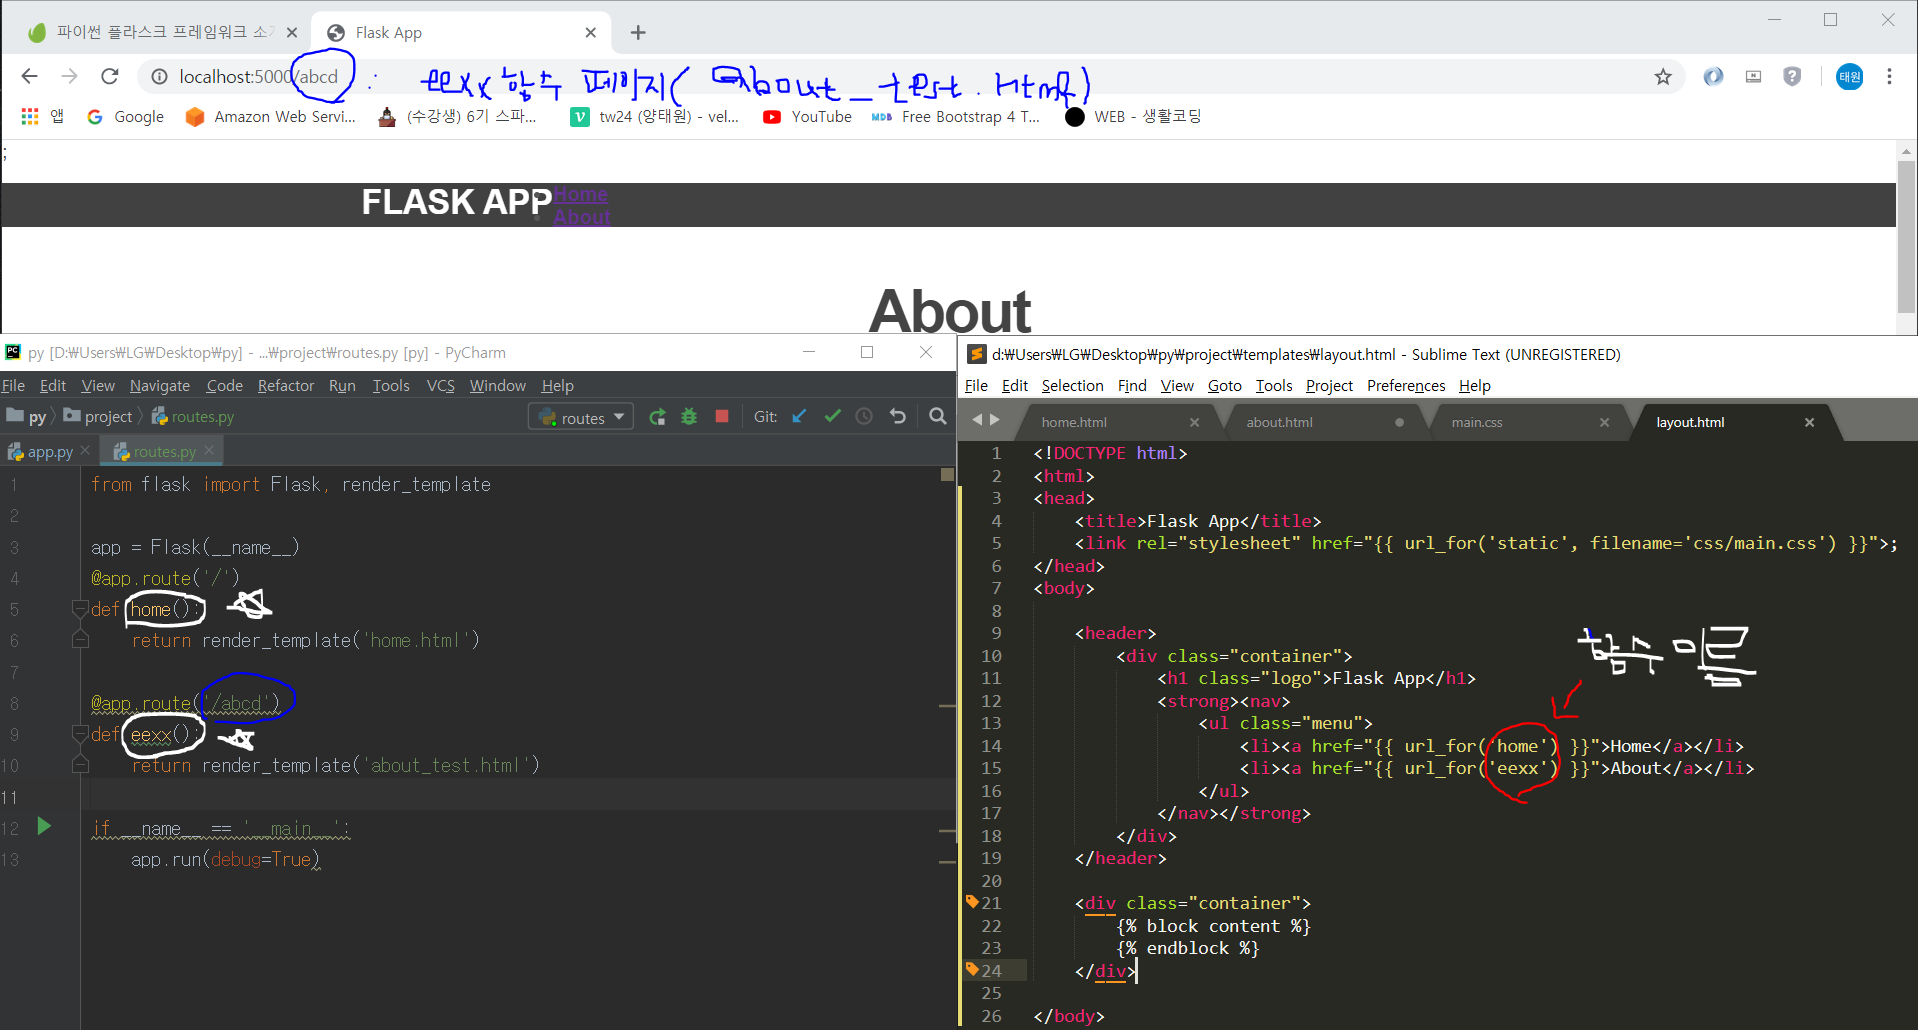 파이썬 플라스크 프레임워크 소
Flask App
localhost:5000/abcd
: eexx함수 페이지( about_test.html)
태원
앱
Google
Amazon Web Servi...
(수강생) 6기 스파...
tw24 (양태원) - vel...
YouTube
MDB Free Bootstrap 4 T...
WEB - 생활코딩
;
FLASK APP
Home
About
About
py [D:₩Users₩LG₩Desktop₩py] - ...₩project₩routes.py [py] - PyCharm
File Edit View Navigate Code Refactor Run Tools VCS Window Help
py project routes.py routes Git:
app.py routes.py
1 from flask import Flask, render_template
2
3 app = Flask(__name__)
4 @app.route('/')
5 def home():
6 return render_template('home.html')
7
8 @app.route('/abcd')
9 def eexx():
10 return render_template('about_test.html')
11
12 if __name__ == '__main__':
13 app.run(debug=True)
d:₩Users₩LG₩Desktop₩py₩project₩templates₩layout.html - Sublime Text (UNREGISTERED)
File Edit Selection Find View Goto Tools Project Preferences Help
home.html about.html main.css layout.html
1 <!DOCTYPE html>
2 <html>
3 <head>
4 <title>Flask App</title>
5 <link rel="stylesheet" href="{{ url_for('static', filename='css/main.css') }}">;
6 </head>
7 <body>
8
9 <header>
함수 이름
10 <div class="container">
11 <h1 class="logo">Flask App</h1>
12 <strong><nav>
13 <ul class="menu">
14 <li><a href="{{ url_for('home') }}">Home</a></li>
15 <li><a href="{{ url_for('eexx') }}">About</a></li>
16 </ul>
17 </nav></strong>
18 </div>
19 </header>
20
21 <div class="container">
22 {% block content %}
23 {% endblock %}
24 </div>
25
26 </body>